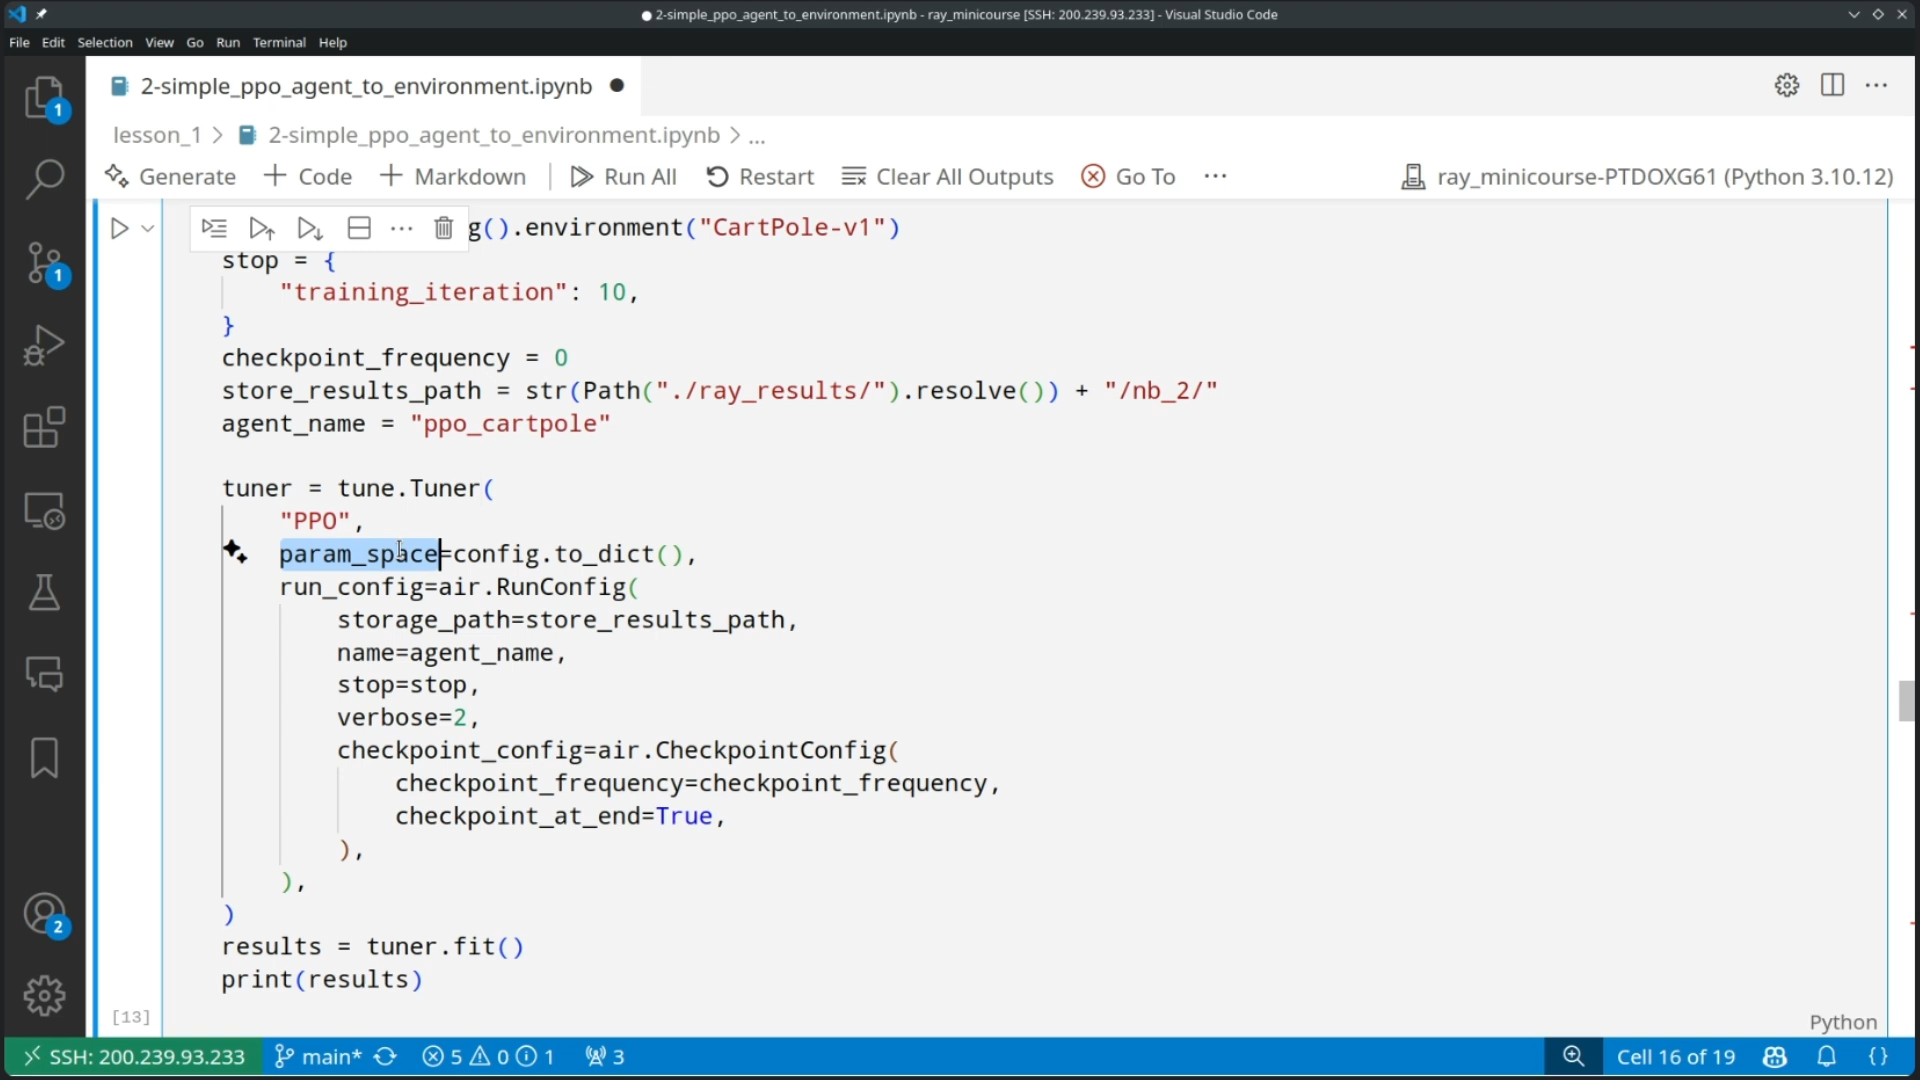 2-simple_ppo_agent_to_environment.ipynb - ray_minicourse [SSH: 200.239.93.233] - Visual Studio Code
File Edit Selection View Go Run Terminal Help
2-simple_ppo_agent_to_environment.ipynb
lesson_1 > 2-simple_ppo_agent_to_environment.ipynb > ...
Generate + Code + Markdown Run All Restart Clear All Outputs Go To ... ray_minicourse-PTDOXG61 (Python 3.10.12)
g().environment("CartPole-v1")
stop = {
"training_iteration": 10,
}
checkpoint_frequency = 0
store_results_path = str(Path("./ray_results/").resolve()) + "/nb_2/"
agent_name = "ppo_cartpole"
tuner = tune.Tuner(
"PPO",
param_space=config.to_dict(),
run_config=air.RunConfig(
storage_path=store_results_path,
name=agent_name,
stop=stop,
verbose=2,
checkpoint_config=air.CheckpointConfig(
checkpoint_frequency=checkpoint_frequency,
checkpoint_at_end=True,
),
),
)
results = tuner.fit()
print(results)
[13]
Python
1
1
2
SSH: 200.239.93.233 main* 5 0 1 3 Cell 16 of 19 {}